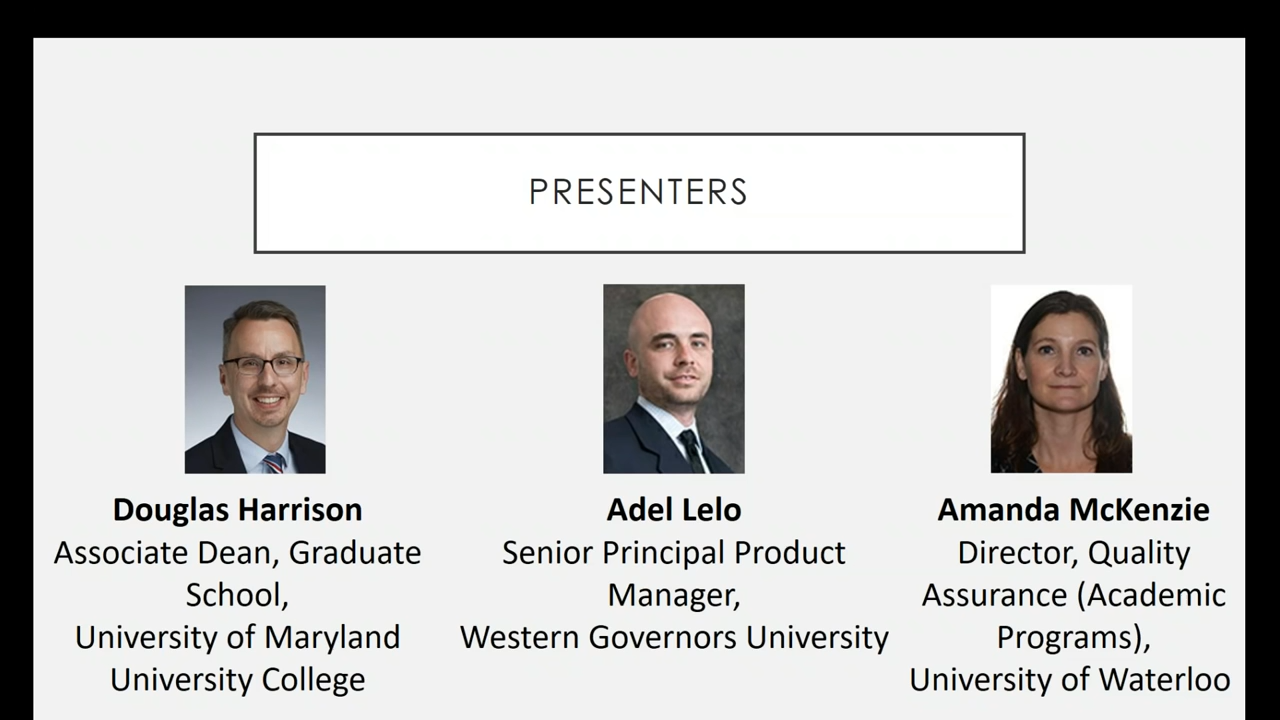 PRESENTERS
Douglas Harrison
Associate Dean, Graduate
School,
University of Maryland
University College
Adel Lelo
Senior Principal Product
Manager,
Western Governors University
Amanda McKenzie
Director, Quality
Assurance (Academic
Programs),
University of Waterloo